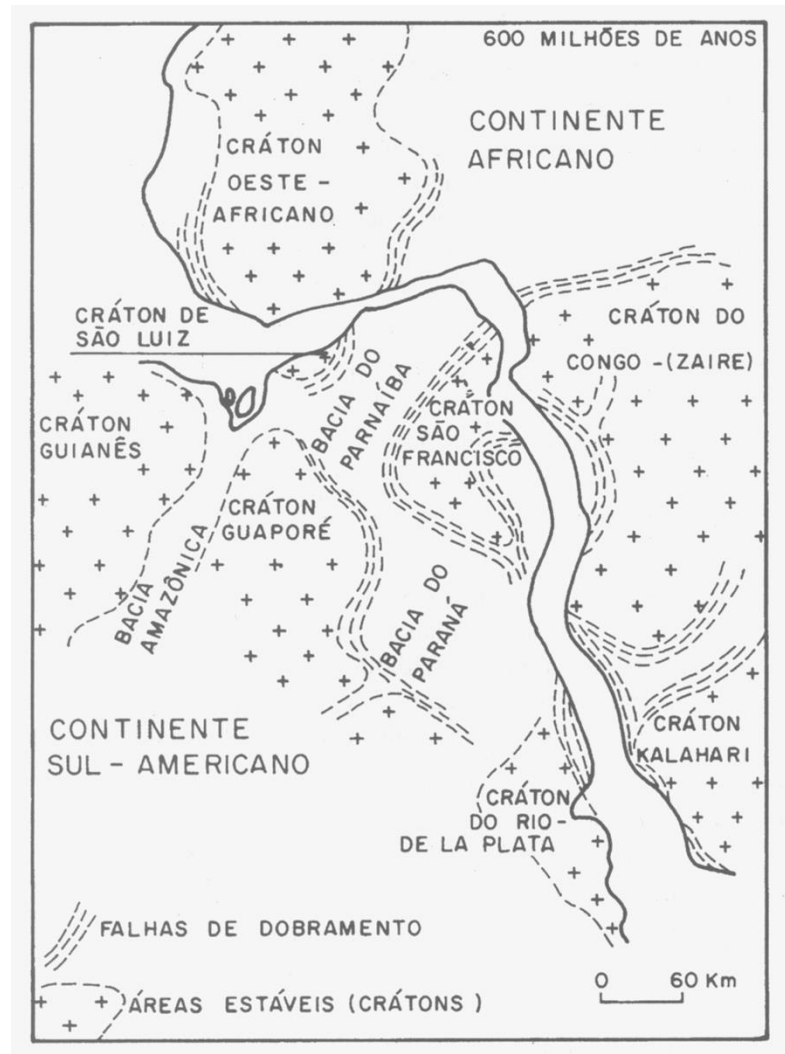 600 MILHÕES DE ANOS
CONTINENTE
AFRICANO
CRÁTON
OESTE-
AFRICANO
CRÁTON DE
SÃO LUIZ
CRÁTON DO
CONGO-(ZAIRE)
CRÁTON
GUIANÊS
BACIA DO
PARNAÍBA
CRÁTON
SÃO
FRANCISCO
CRÁTON
GUAPORÉ
BACIA
AMAZÔNICA
BACIA DO
PARANÁ
CONTINENTE
SUL-AMERICANO
CRÁTON
KALAHARI
CRÁTON
DO RIO-
DE LA PLATA
FALHAS DE DOBRAMENTO
ÁREAS ESTÁVEIS (CRÁTONS)
0 60 Km